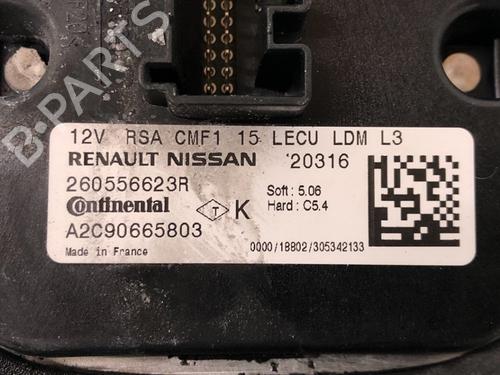 B-PARTS
12V RSA CMF1 15 LECU LDM L3
RENAULT NISSAN '20316
260556623R
Soft : 5.06
Continental T K Hard : C5.4
A2C90665803
Made in France 0000/18802/305342133